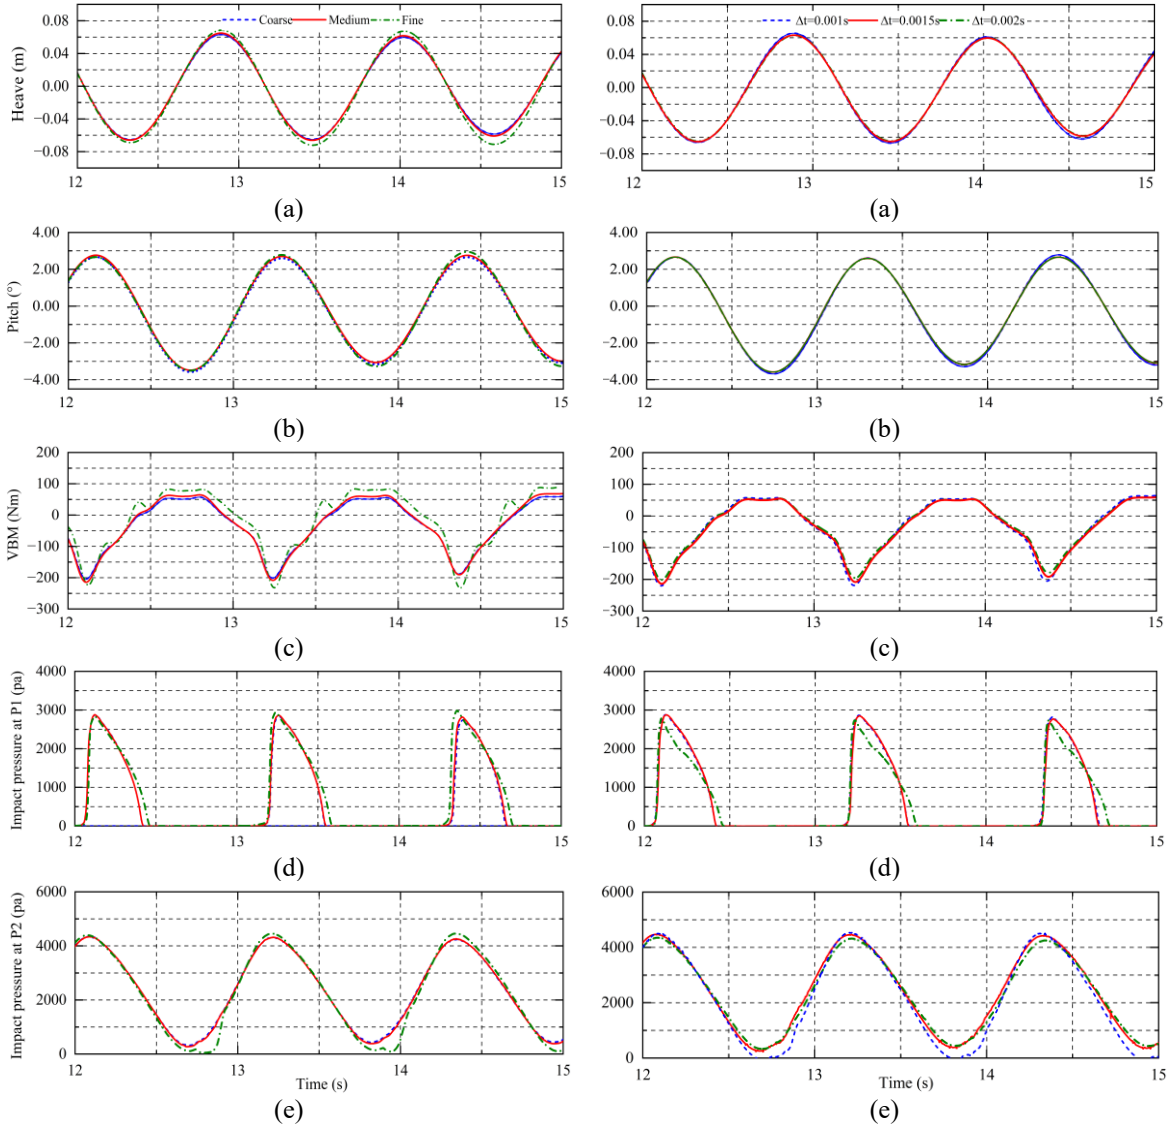 Coarse Medium Fine
Heave (m)
0.08
0.04
0.00
−0.04
−0.08
12 13 14 15
(a)
Δt=0.001s Δt=0.0015s Δt=0.002s
0.08
0.04
0.00
−0.04
−0.08
12 13 14 15
(a)
Pitch (°)
4.00
2.00
0.00
−2.00
−4.00
12 13 14 15
(b)
4.00
2.00
0.00
−2.00
−4.00
12 13 14 15
(b)
VBM (Nm)
200
100
0
−100
−200
−300
12 13 14 15
(c)
200
100
0
−100
−200
−300
12 13 14 15
(c)
Impact pressure at P1 (pa)
4000
3000
2000
1000
0
12 13 14 15
(d)
4000
3000
2000
1000
0
12 13 14 15
(d)
Impact pressure at P2 (pa)
6000
4000
2000
0
12 13 14 15
Time (s)
(e)
6000
4000
2000
0
12 13 14 15
Time (s)
(e)